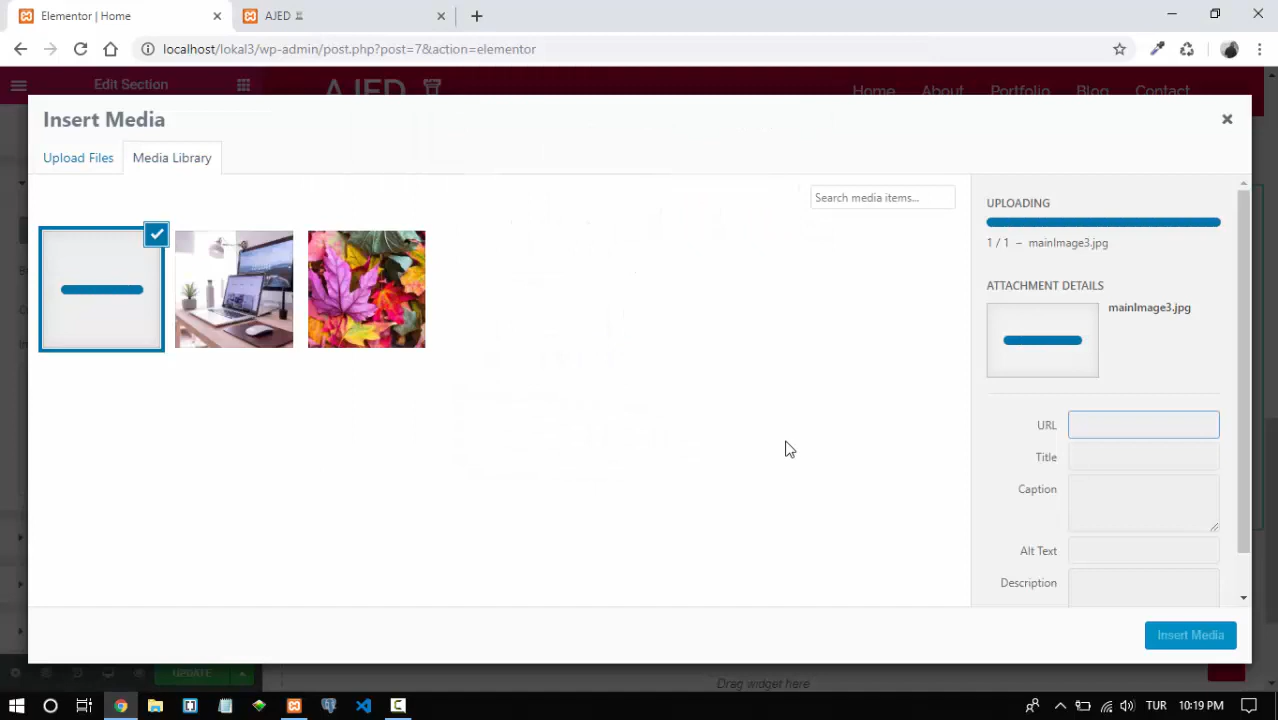 Elementor | Home
AJED
localhost/lokal3/wp-admin/post.php?post=7&action=elementor
Edit Section
AJED
Home About Portfolio Blog Contact
Insert Media
Upload Files
Media Library
Search media items...
UPLOADING
1 / 1 – mainImage3.jpg
ATTACHMENT DETAILS
mainImage3.jpg
URL
Title
Caption
Alt Text
Description
Insert Media
UPDATE
Drag widget here
TUR
10:19 PM